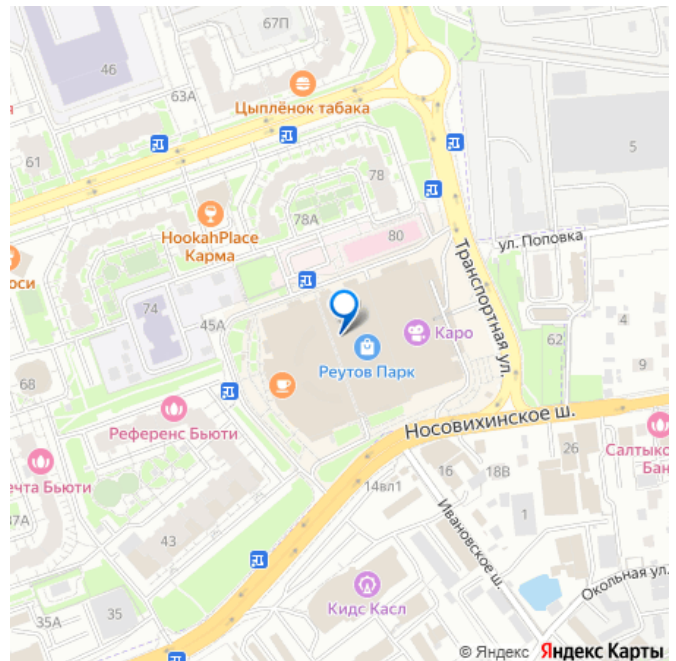 67П
46
63А
Цыплёнок табака
61
5
78
78А
HookahPlace
Карма
80
ул. Поповка
оси
Транспортная ул.
74
45А
Каро
4
62
Реутов Парк
9
68
Референс Бьюти
Носовихинское ш.
26
Салтыко
Бан
ечта Бьюти
16
18В
14вл1
37А
1
43
Ивановское ш.
Окольная ул.
Кидс Касл
35
35А
© Яндекс Яндекс Карты